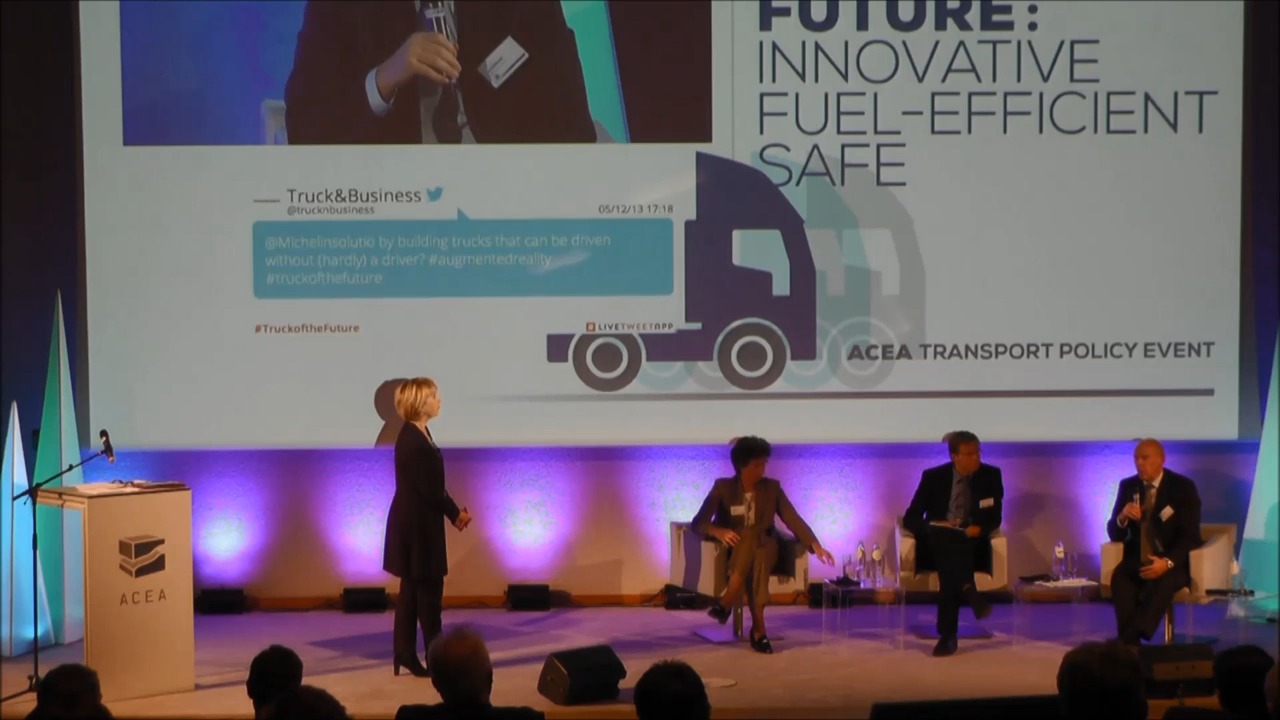 FUTURE:
INNOVATIVE
FUEL-EFFICIENT
SAFE
Truck&Business
@trucknbusiness
05/12/13 17:18
@Michelinsolutio by building trucks that can be driven
without (hardly) a driver? #augmentedreality
#truckofthefuture
#TruckoftheFuture
LIVETWEETAPP
ACEA TRANSPORT POLICY EVENT
ACEA